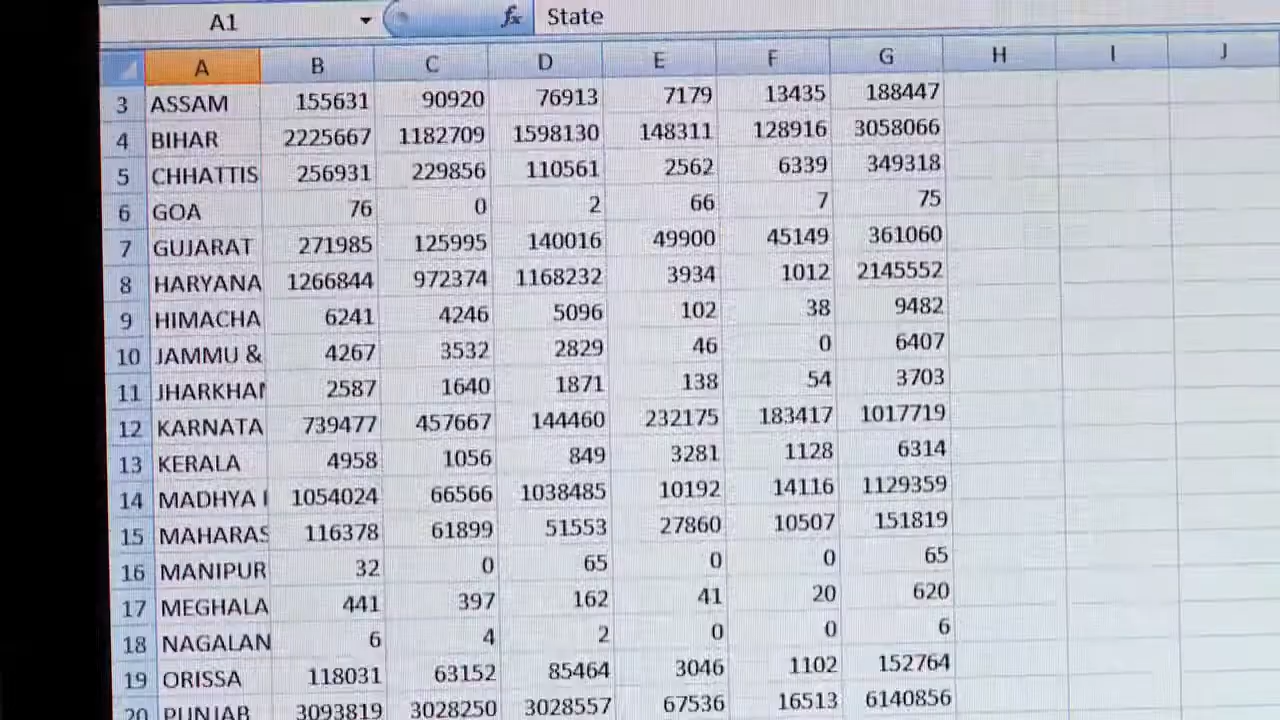 A1 fx State
A B C D E F G H I J
3 ASSAM 155631 90920 76913 7179 13435 188447
4 BIHAR 2225667 1182709 1598130 148311 128916 3058066
5 CHHATTIS 256931 229856 110561 2562 6339 349318
6 GOA 76 0 2 66 7 75
7 GUJARAT 271985 125995 140016 49900 45149 361060
8 HARYANA 1266844 972374 1168232 3934 1012 2145552
9 HIMACHA 6241 4246 5096 102 38 9482
10 JAMMU & 4267 3532 2829 46 0 6407
11 JHARKHAN 2587 1640 1871 138 54 3703
12 KARNATA 739477 457667 144460 232175 183417 1017719
13 KERALA 4958 1056 849 3281 1128 6314
14 MADHYA 1054024 66566 1038485 10192 14116 1129359
15 MAHARAS 116378 61899 51553 27860 10507 151819
16 MANIPUR 32 0 65 0 0 65
17 MEGHALA 441 397 162 41 20 620
18 NAGALAN 6 4 2 0 0 6
19 ORISSA 118031 63152 85464 3046 1102 152764
20 PUNJAB 3093819 3028250 3028557 67536 16513 6140856